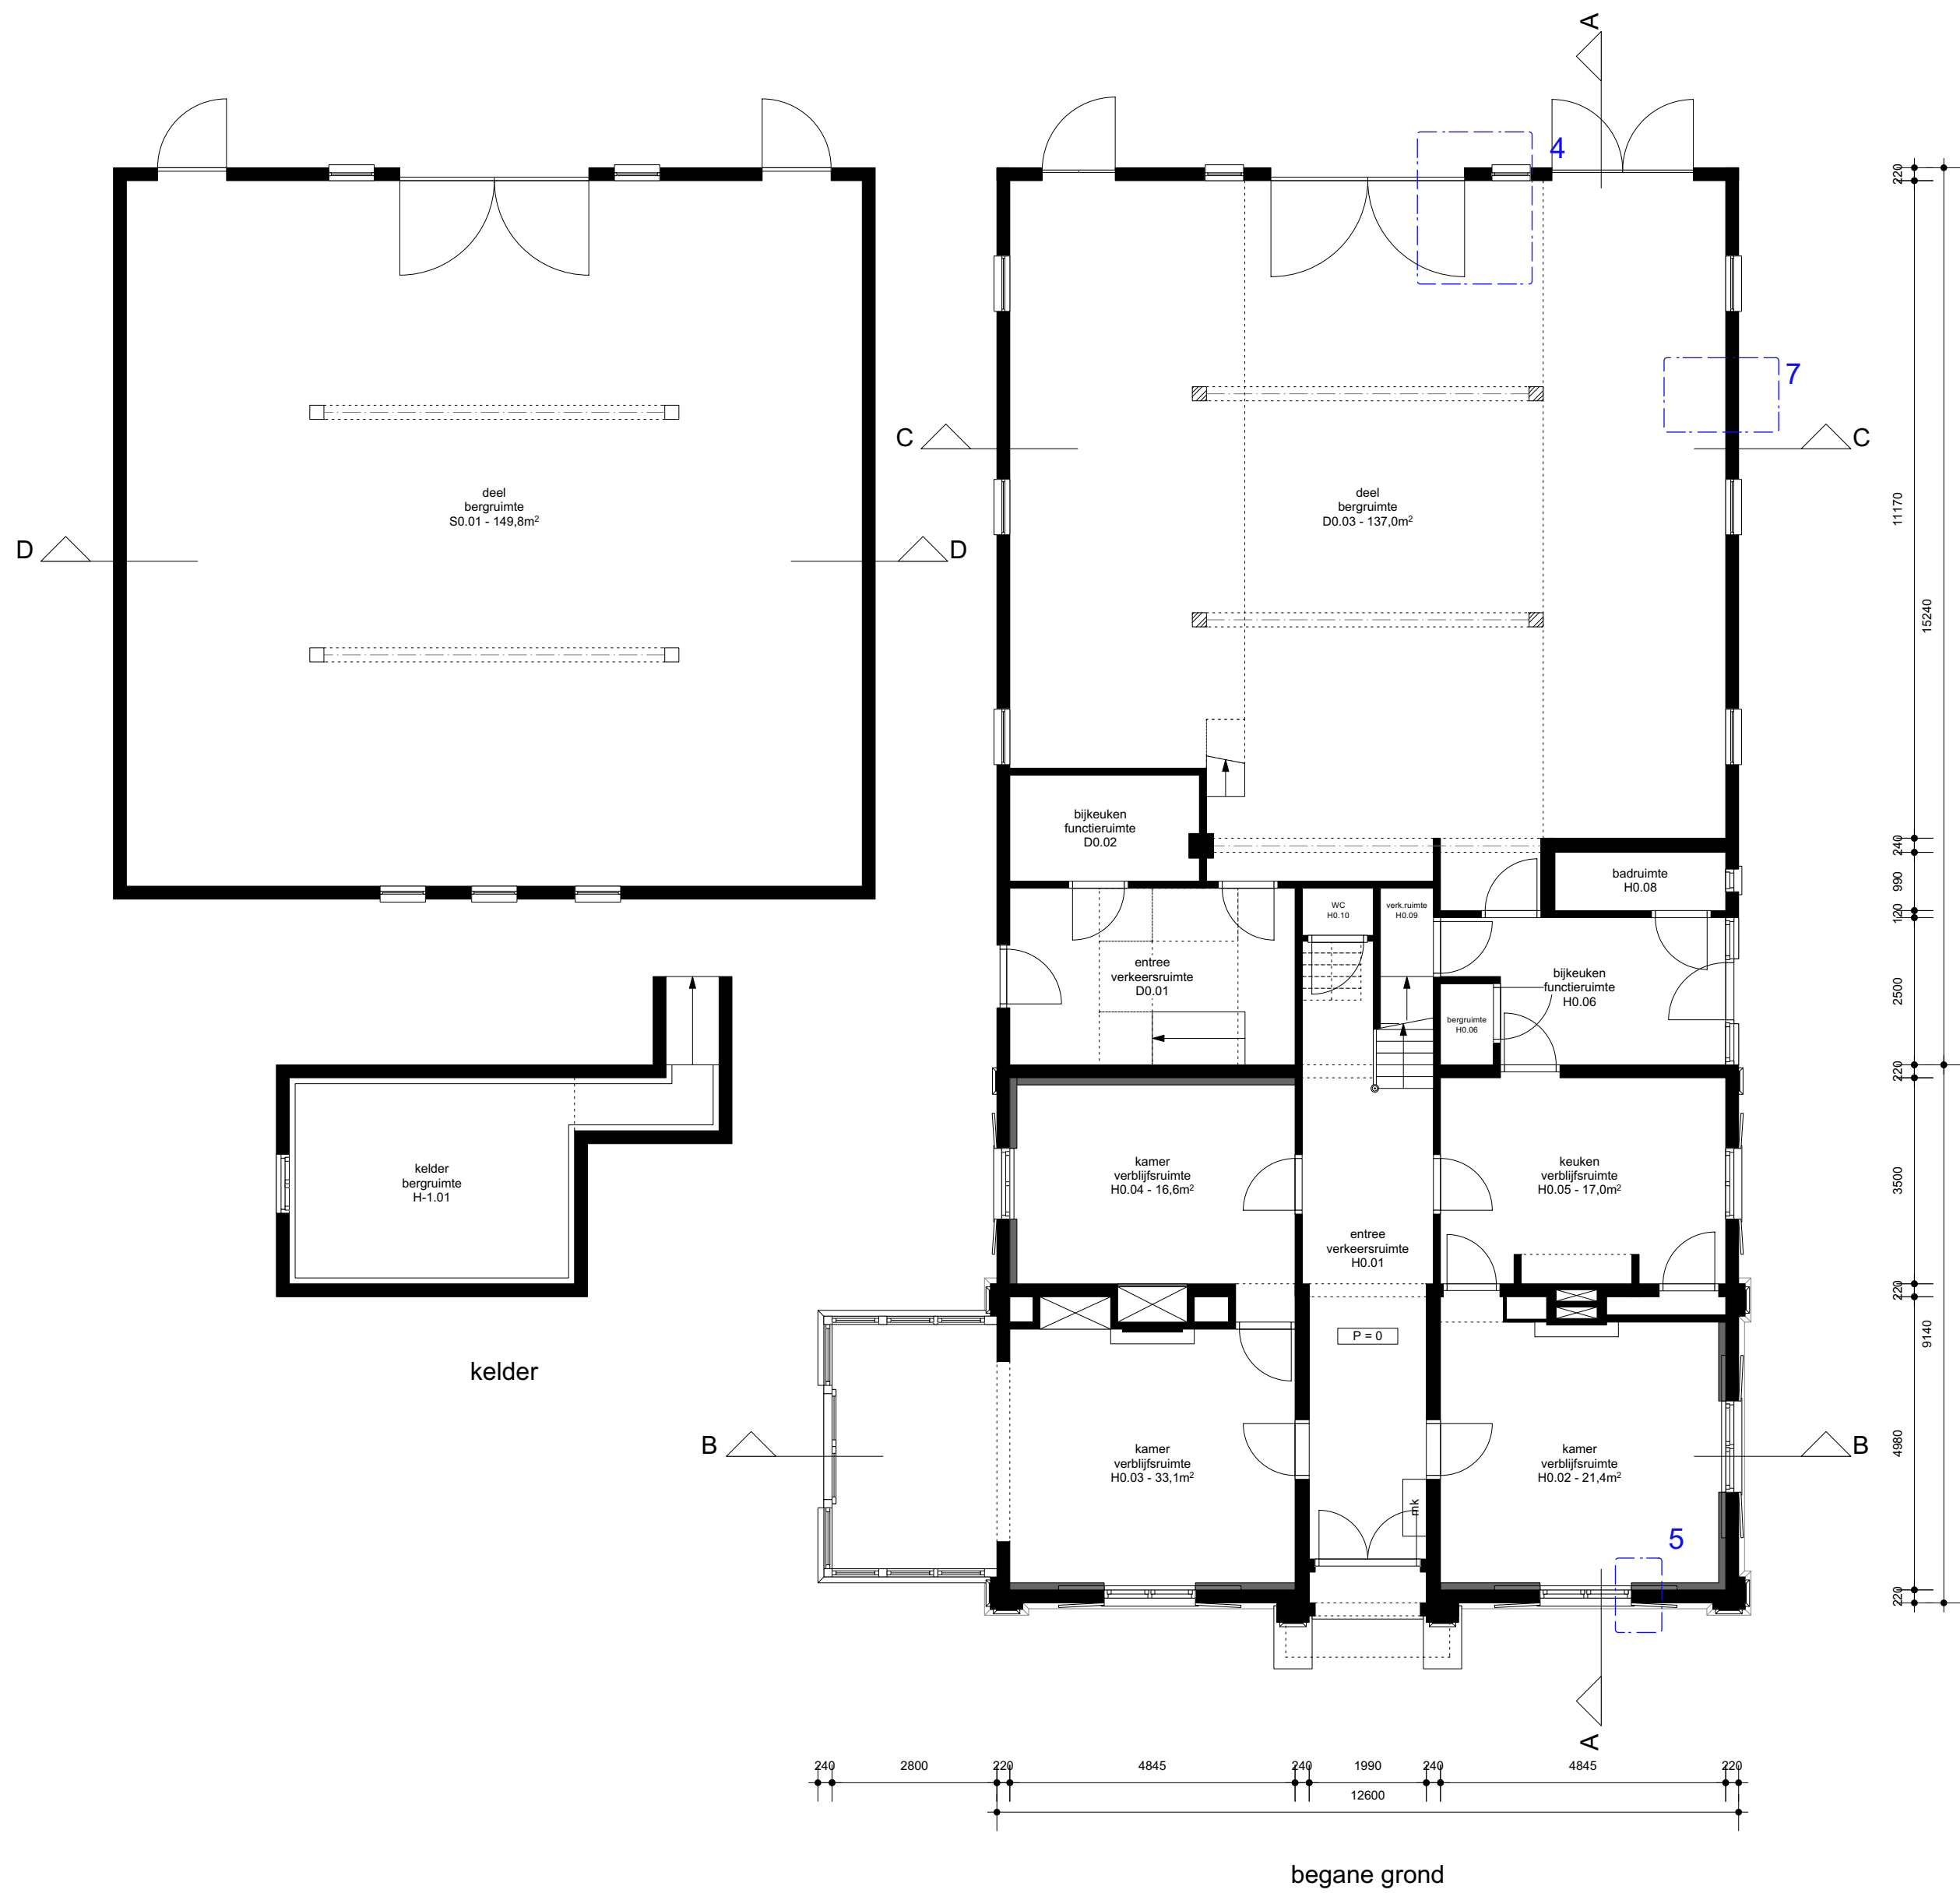 A
4
7
C
C
C
D
D
deel
bergruimte
S0.01 - 149,8m²
deel
bergruimte
D0.03 - 137,0m²
bijkeuken
functieruimte
D0.02
badruimte
H0.08
WC
H0.10
verk.ruimte
H0.09
entree
verkeersruimte
D0.01
bijkeuken
functieruimte
H0.06
bergruimte
H0.06
kelder
bergruimte
H-1.01
kamer
verblijfsruimte
H0.04 - 16,6m²
keuken
verblijfsruimte
H0.05 - 17,0m²
entree
verkeersruimte
H0.01
P = 0
kelder
B
B
kamer
verblijfsruimte
H0.03 - 33,1m²
kamer
verblijfsruimte
H0.02 - 21,4m²
mk
5
A
220
11170
15240
240
990
120
2500
220
3500
220
9140
4980
220
240
2800
220
4845
240
1990
240
4845
220
12600
begane grond